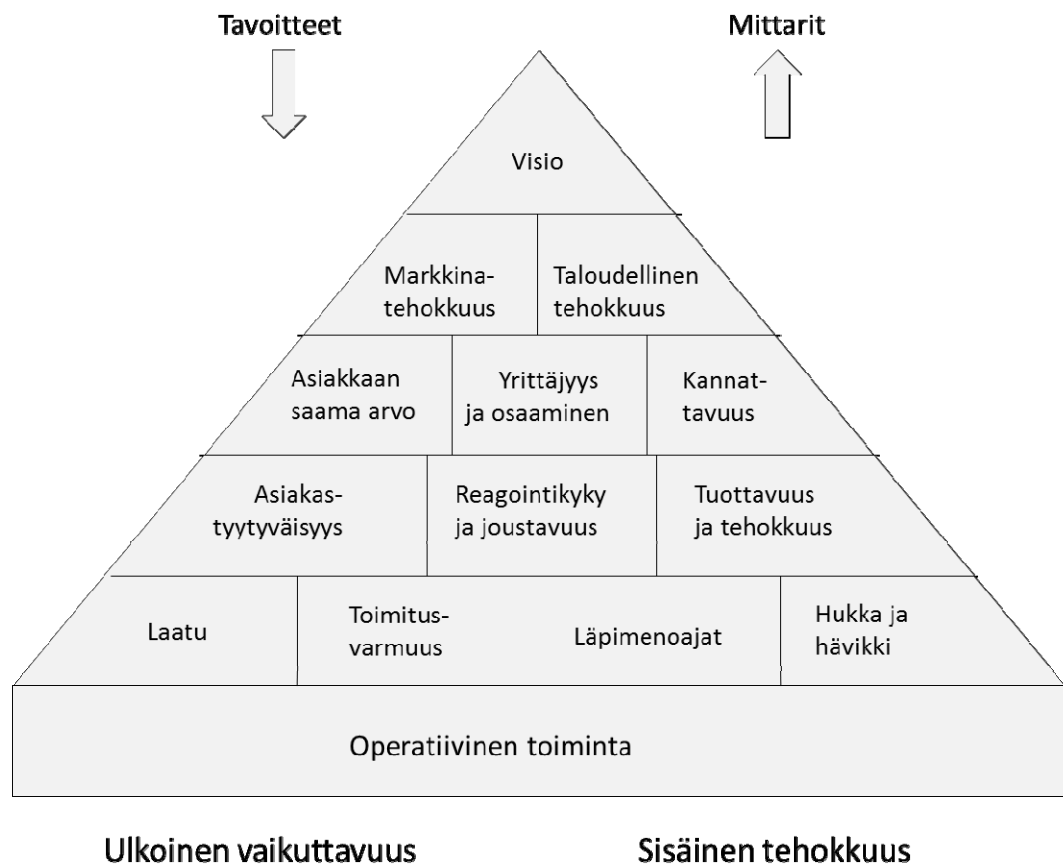 Tavoitteet
Mittarit
Visio
Markkina-
tehokkuus
Taloudellinen
tehokkuus
Asiakkaan
saama arvo
Yrittäjyys
ja osaaminen
Kannat-
tavuus
Asiakas-
tyytyväisyys
Reagointikyky
ja joustavuus
Tuottavuus
ja tehokkuus
Laatu
Toimitus-
varmuus
Läpimenoajat
Hukka ja
hävikki
Operatiivinen toiminta
Ulkoinen vaikuttavuus
Sisäinen tehokkuus